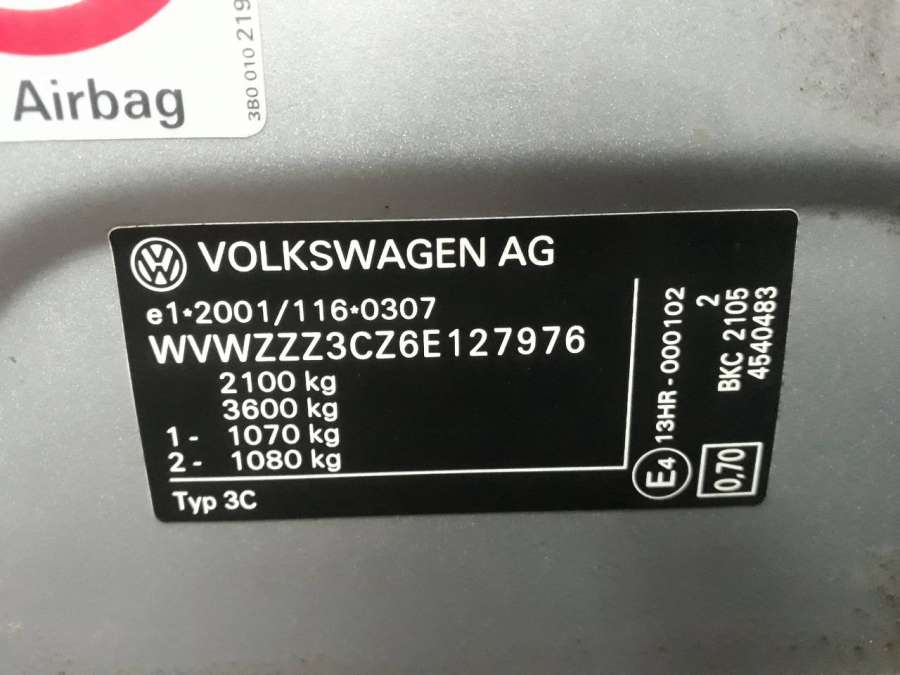 Airbag
3B0 010 219
VOLKSWAGEN AG
e1*2001/116*0307
WVWZZZ3CZ6E127976
2100 kg
3600 kg
1- 1070 kg
2- 1080 kg
Typ 3C
E4 13HR-000102
2
BKC 2105
4540483
0,70